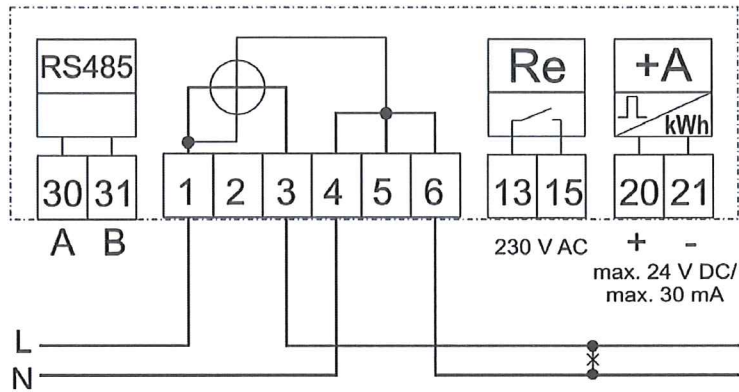 RS485
Re
+A
kWh
30 31
1 2 3 4 5 6
13 15
20 21
A B
230 V AC
+ -
max. 24 V DC/
max. 30 mA
L
N